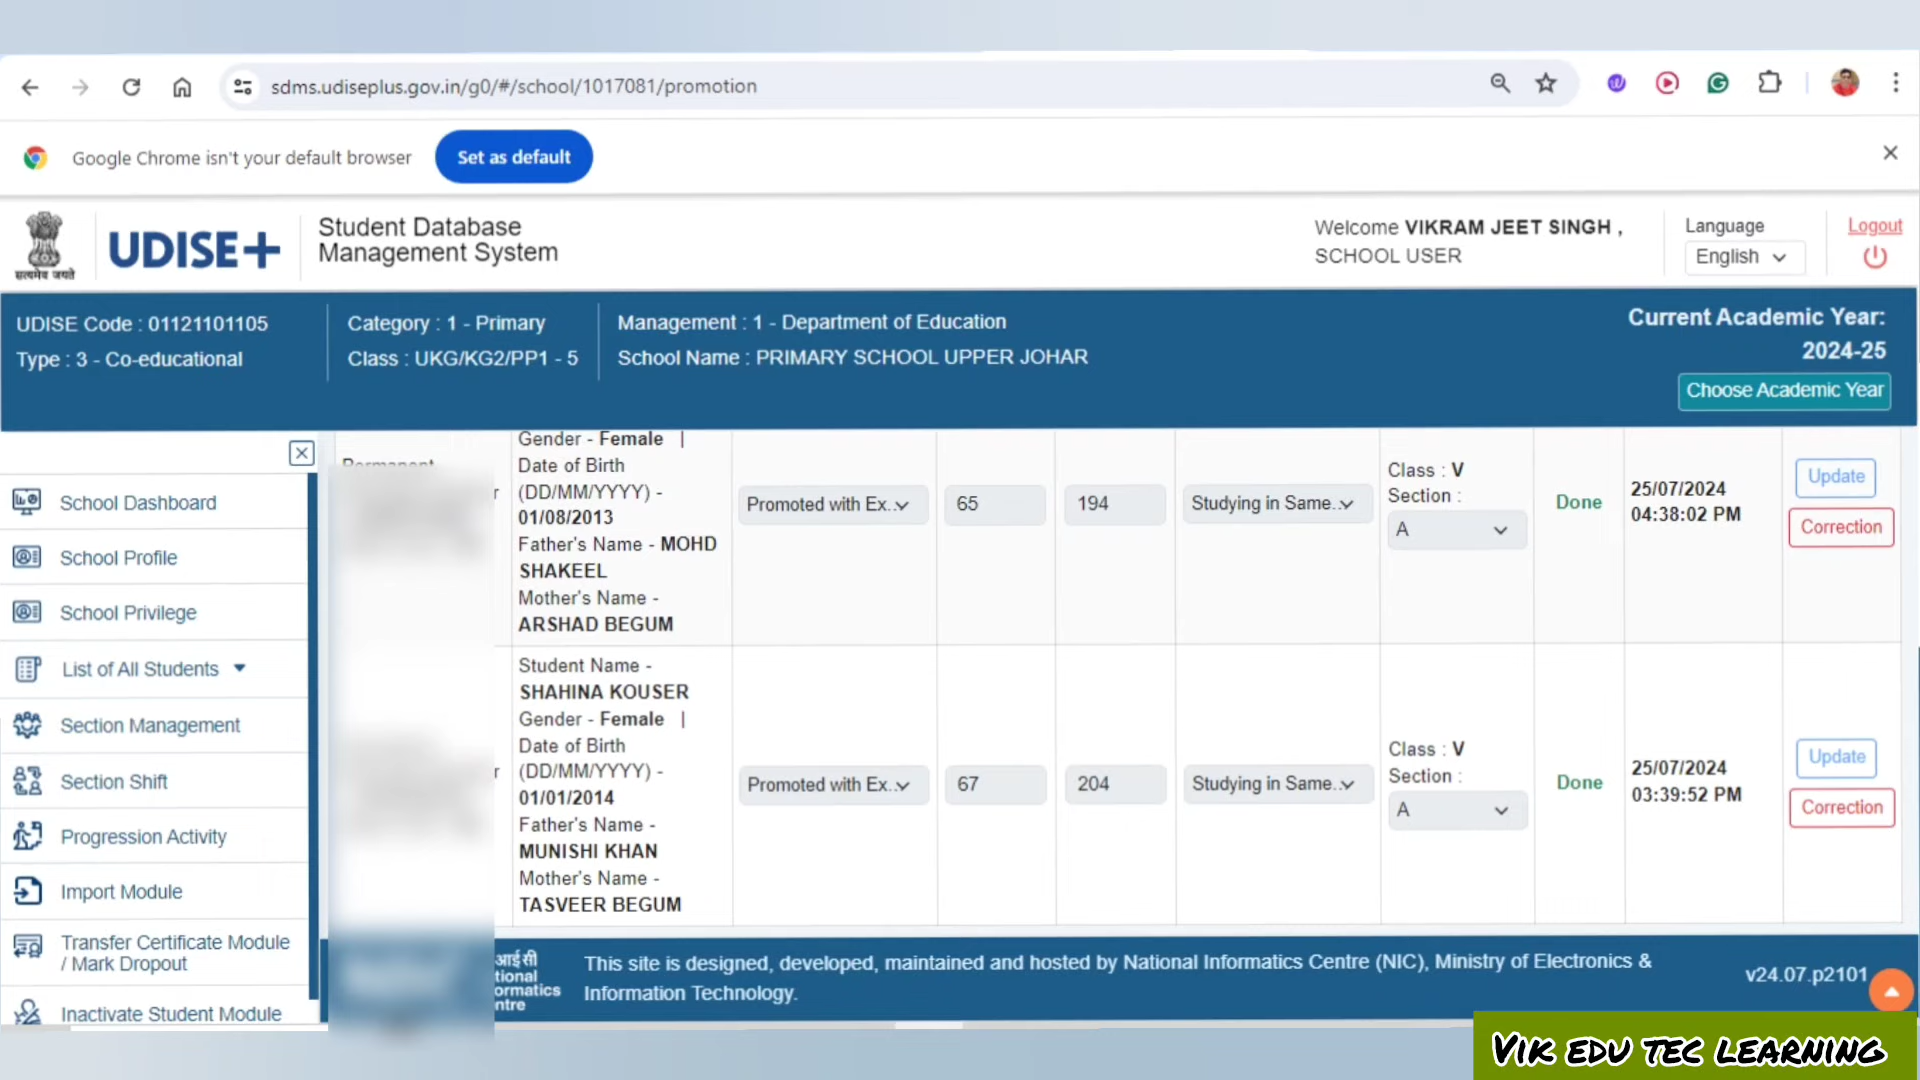 sdms.udiseplus.gov.in/g0/#/school/1017081/promotion
Google Chrome isn't your default browser
Set as default
सत्यमेव जयते
UDISE+
Student Database
Management System
Welcome VIKRAM JEET SINGH ,
SCHOOL USER
Language
English
Logout
UDISE Code : 01121101105
Type : 3 - Co-educational
Category : 1 - Primary
Class : UKG/KG2/PP1 - 5
Management : 1 - Department of Education
School Name : PRIMARY SCHOOL UPPER JOHAR
Current Academic Year:
2024-25
Choose Academic Year
School Dashboard
School Profile
School Privilege
List of All Students
Section Management
Section Shift
Progression Activity
Import Module
Transfer Certificate Module
/ Mark Dropout
Inactivate Student Module
Gender - Female |
Date of Birth
(DD/MM/YYYY) -
01/08/2013
Father's Name - MOHD
SHAKEEL
Mother's Name -
ARSHAD BEGUM
Promoted with Ex..
65
194
Studying in Same..
Class : V
Section :
A
Done
25/07/2024
04:38:02 PM
Update
Correction
Student Name -
SHAHINA KOUSER
Gender - Female |
Date of Birth
(DD/MM/YYYY) -
01/01/2014
Father's Name -
MUNISHI KHAN
Mother's Name -
TASVEER BEGUM
Promoted with Ex..
67
204
Studying in Same..
Class : V
Section :
A
Done
25/07/2024
03:39:52 PM
Update
Correction
आई सी
tional
ormatics
ntre
This site is designed, developed, maintained and hosted by National Informatics Centre (NIC), Ministry of Electronics &
Information Technology.
v24.07.p2101
VIK EDU TEC LEARNING